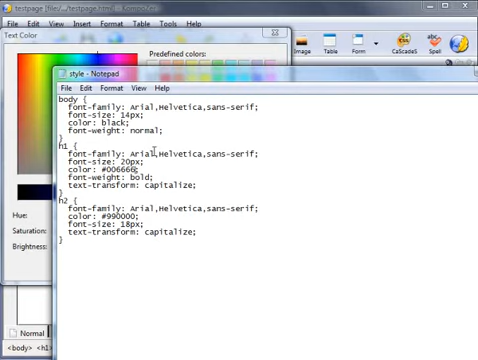 testpage [file/.../testpage.html] - KompoZer
File Edit View Insert Format Table Tools Help
Text Color
Predefined colors:
Image Table Form CaScadeS Spell
style - Notepad
File Edit Format View Help
body {
font-family: Arial,Helvetica,sans-serif;
font-size: 14px;
color: black;
font-weight: normal;
}
h1 {
font-family: Arial,Helvetica,sans-serif;
font-size: 20px;
color: #006666;
font-weight: bold;
text-transform: capitalize;
}
h2 {
font-family: Arial,Helvetica,sans-serif;
color: #990000;
font-size: 18px;
text-transform: capitalize;
}
Hue:
Saturation:
Brightness:
Normal
<body> <h1>